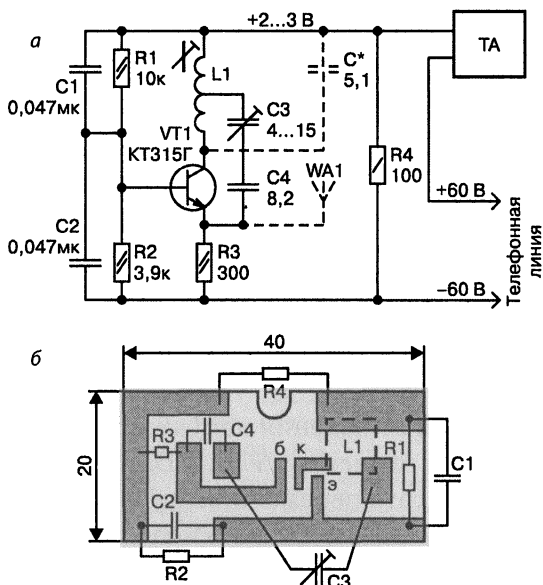 а
+2...3 В
ТА
C1
0,047мк
R1
10к
L1
C*
5,1
C3
4...15
VT1
КТ315Г
C4
8,2
WA1
R4
100
+60 В
C2
0,047мк
R2
3,9к
R3
300
−60 В
Телефонная
линия
б
40
R4
20
R3
C4
б
к
L1
R1
э
C1
C2
R2
C3